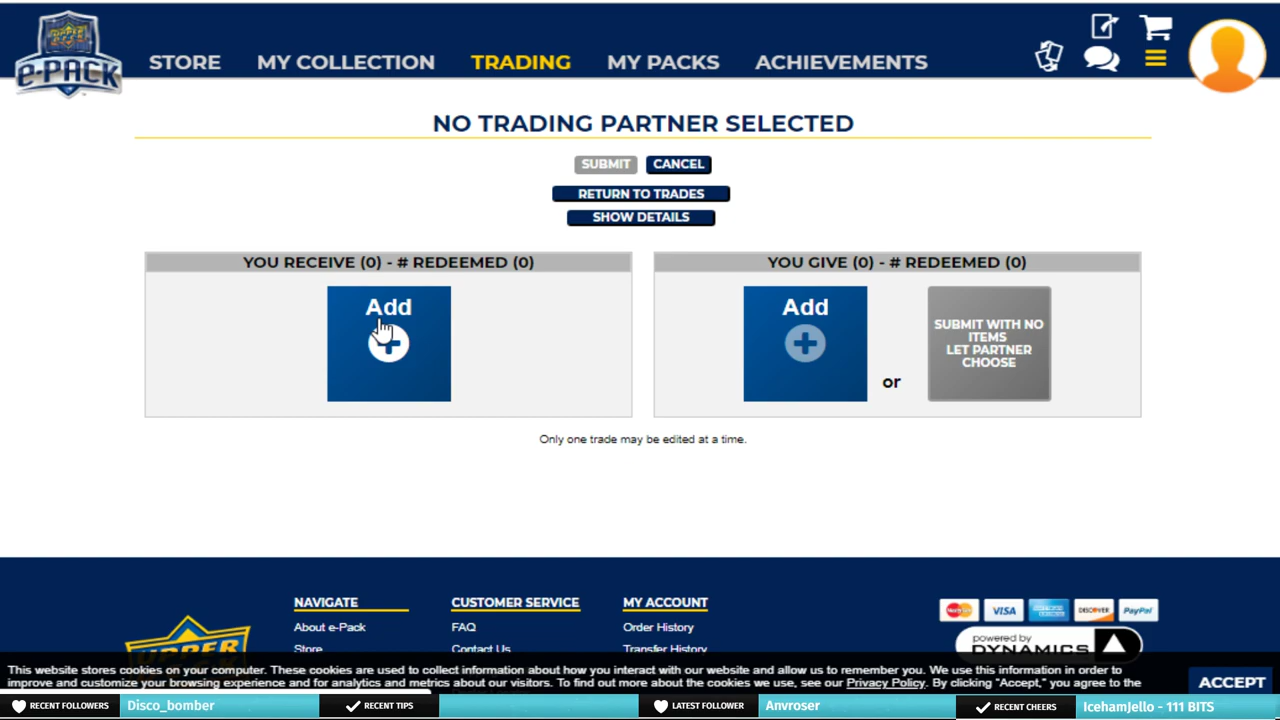 e-PACK
STORE
MY COLLECTION
TRADING
MY PACKS
ACHIEVEMENTS
NO TRADING PARTNER SELECTED
SUBMIT
CANCEL
RETURN TO TRADES
SHOW DETAILS
YOU RECEIVE (0) - # REDEEMED (0)
Add
YOU GIVE (0) - # REDEEMED (0)
Add
or
SUBMIT WITH NO
ITEMS
LET PARTNER
CHOOSE
Only one trade may be edited at a time.
UPPER
NAVIGATE
About e-Pack
Store
CUSTOMER SERVICE
FAQ
Contact Us
MY ACCOUNT
Order History
Transfer History
MasterCard
VISA
DISCOVER
PayPal
powered by
DYNAMICS
This website stores cookies on your computer. These cookies are used to collect information about how you interact with our website and allow us to remember you. We use this information in order to
improve and customize your browsing experience and for analytics and metrics about our visitors. To find out more about the cookies we use, see our Privacy Policy. By clicking "Accept," you agree to the
ACCEPT
RECENT FOLLOWERS
Disco_bomber
RECENT TIPS
LATEST FOLLOWER
Anvroser
RECENT CHEERS
IcehamJello - 111 BITS